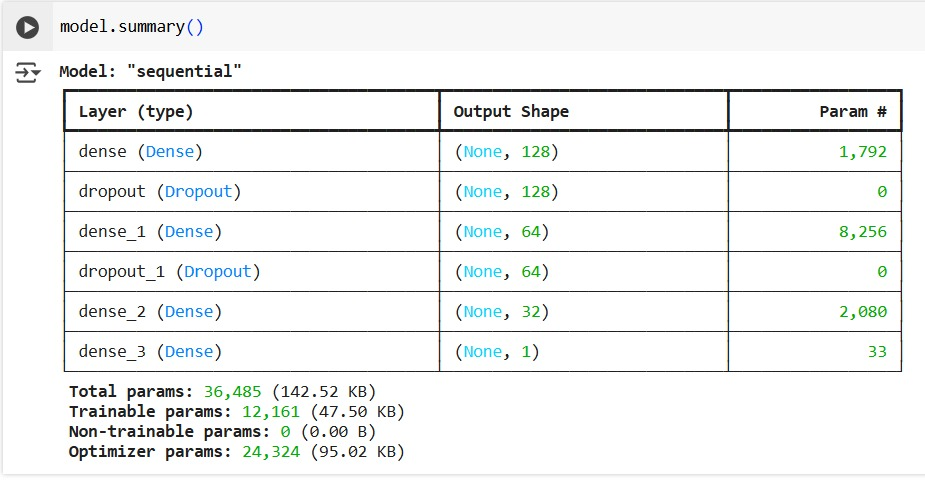 model.summary()
Model: "sequential"
Layer (type) Output Shape Param #
dense (Dense) (None, 128) 1,792
dropout (Dropout) (None, 128) 0
dense_1 (Dense) (None, 64) 8,256
dropout_1 (Dropout) (None, 64) 0
dense_2 (Dense) (None, 32) 2,080
dense_3 (Dense) (None, 1) 33
Total params: 36,485 (142.52 KB)
Trainable params: 12,161 (47.50 KB)
Non-trainable params: 0 (0.00 B)
Optimizer params: 24,324 (95.02 KB)